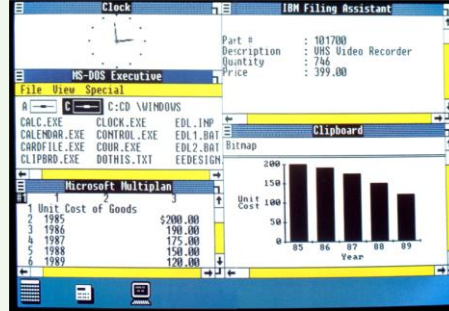 Clock
IBM Filing Assistant
Part # : 101700
Description : VHS Video Recorder
Quantity : 746
Price : 399.00
MS-DOS Executive
File View Special
A C C:CD \WINDOWS
CALC.EXE CLOCK.EXE EDL.INP
CALENDAR.EXE CONTROL.EXE EDL1.BAT
CARDFILE.EXE COUR.EXE EDL2.BAT
CLIPBRD.EXE DOTHIS.TXT EEDESIGN.
Clipboard
Bitmap
200
150
100
50
0
Unit Cost
85 86 87 88 89
Year
Microsoft Multiplan
#1 1 2 3
1 Unit Cost of Goods
2 1985 $200.00
3 1986 190.00
4 1987 175.00
5 1988 150.00
6 1989 120.00